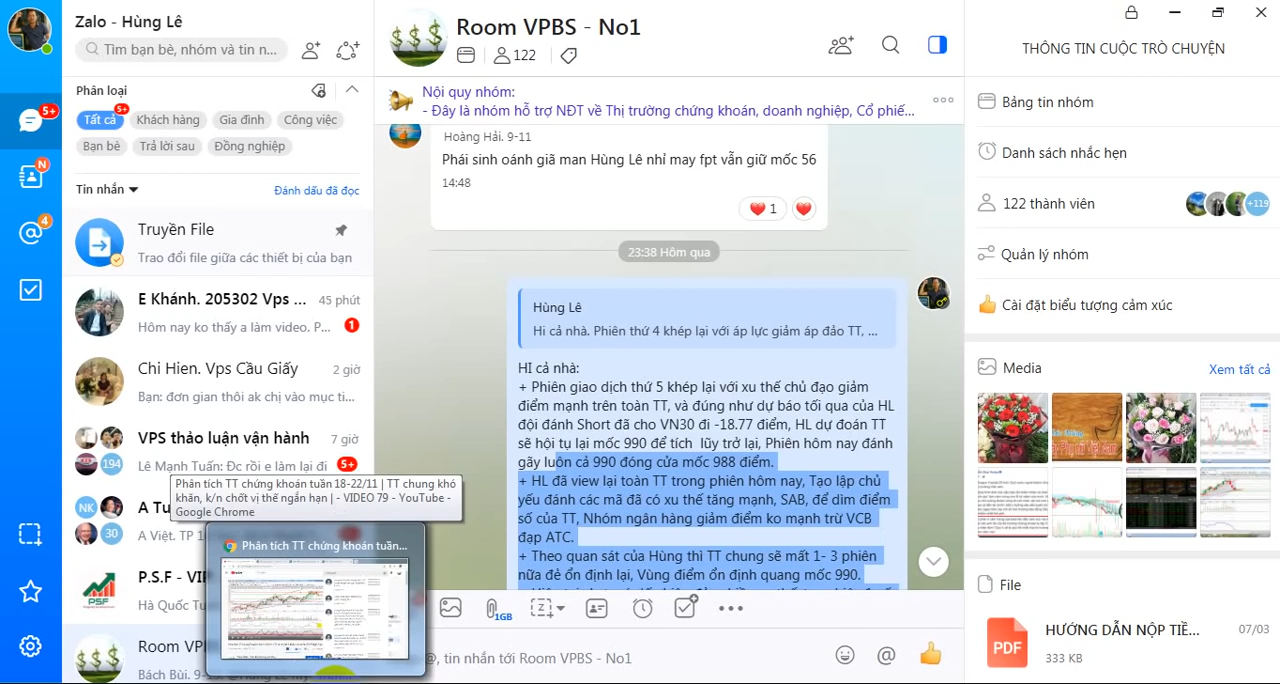 Zalo - Hùng Lê
Tìm bạn bè, nhóm và tin n...
Phân loại
Tất cả
5+
Khách hàng
Gia đình
Công việc
Bạn bè
Trả lời sau
Đồng nghiệp
Tin nhắn
Đánh dấu đã đọc
5+
N
4
Truyền File
Trao đổi file giữa các thiết bị của bạn
E Khánh. 205302 Vps ...
45 phút
Hôm nay ko thấy a làm video. P...
1
Chi Hien. Vps Cầu Giấy
2 giờ
Bạn: đơn gian thôi ak chị vào mục ti...
VPS thảo luận vận hành
7 giờ
194
Lê Mạnh Tuấn: Đc rồi e làm lại đi
5+
Phân tích TT chứng khoán tuần 18-22/11 | TT chung khó
khăn, k/n chốt vị thế ngắn hạn | - VIDEO 79 - YouTube -
Google Chrome
NK
30
A Tu
A Việt. TP 1
Phân tích TT chứng khoán tuần...
PSF
P.S.F - VI
Hà Quốc Tu
Room VP
Bách Bùi. 9-
Room VPBS - No1
122
Nội quy nhóm:
- Đây là nhóm hỗ trợ NĐT về Thị trường chứng khoán, doanh nghiệp, Cổ phiế...
Hoàng Hải. 9-11
Phái sinh oánh giã man Hùng Lê nhỉ may fpt vẫn giữ mốc 56
14:48
1
23:38 Hôm qua
Hùng Lê
Hi cả nhà. Phiên thứ 4 khép lại với áp lực giảm áp đảo TT, ...
HI cả nhà:
+ Phiên giao dịch thứ 5 khép lại với xu thế chủ đạo giảm
điểm mạnh trên toàn TT, và đúng như dự báo tối qua của HL
đội đánh Short đã cho VN30 đi -18.77 điểm, HL dự đoán TT
sẽ hội tụ lại mốc 990 để tích lũy trở lại, Phiên hôm nay đánh
gãy luôn cả 990 đóng cửa mốc 988 điểm.
+ HL đã view lại toàn TT trong phiên hôm nay, Tạo lập chủ
yếu đánh các mã đã có xu thế tăng mạnh, SAB, để dìm điểm
số của TT, Nhóm ngân hàng giảm điểm ko mạnh trừ VCB
đạp ATC.
+ Theo quan sát của Hùng thì TT chung sẽ mất 1- 3 phiên
nữa đẻ ổn định lại, Vùng điểm ổn định quang mốc 990.
1GB
@, tin nhắn tới Room VPBS - No1
THÔNG TIN CUỘC TRÒ CHUYỆN
Bảng tin nhóm
Danh sách nhắc hẹn
122 thành viên
+119
Quản lý nhóm
Cài đặt biểu tượng cảm xúc
Media
Xem tất cả
File
PDF
HƯỚNG DẪN NỘP TIỀ...
07/03
333 KB